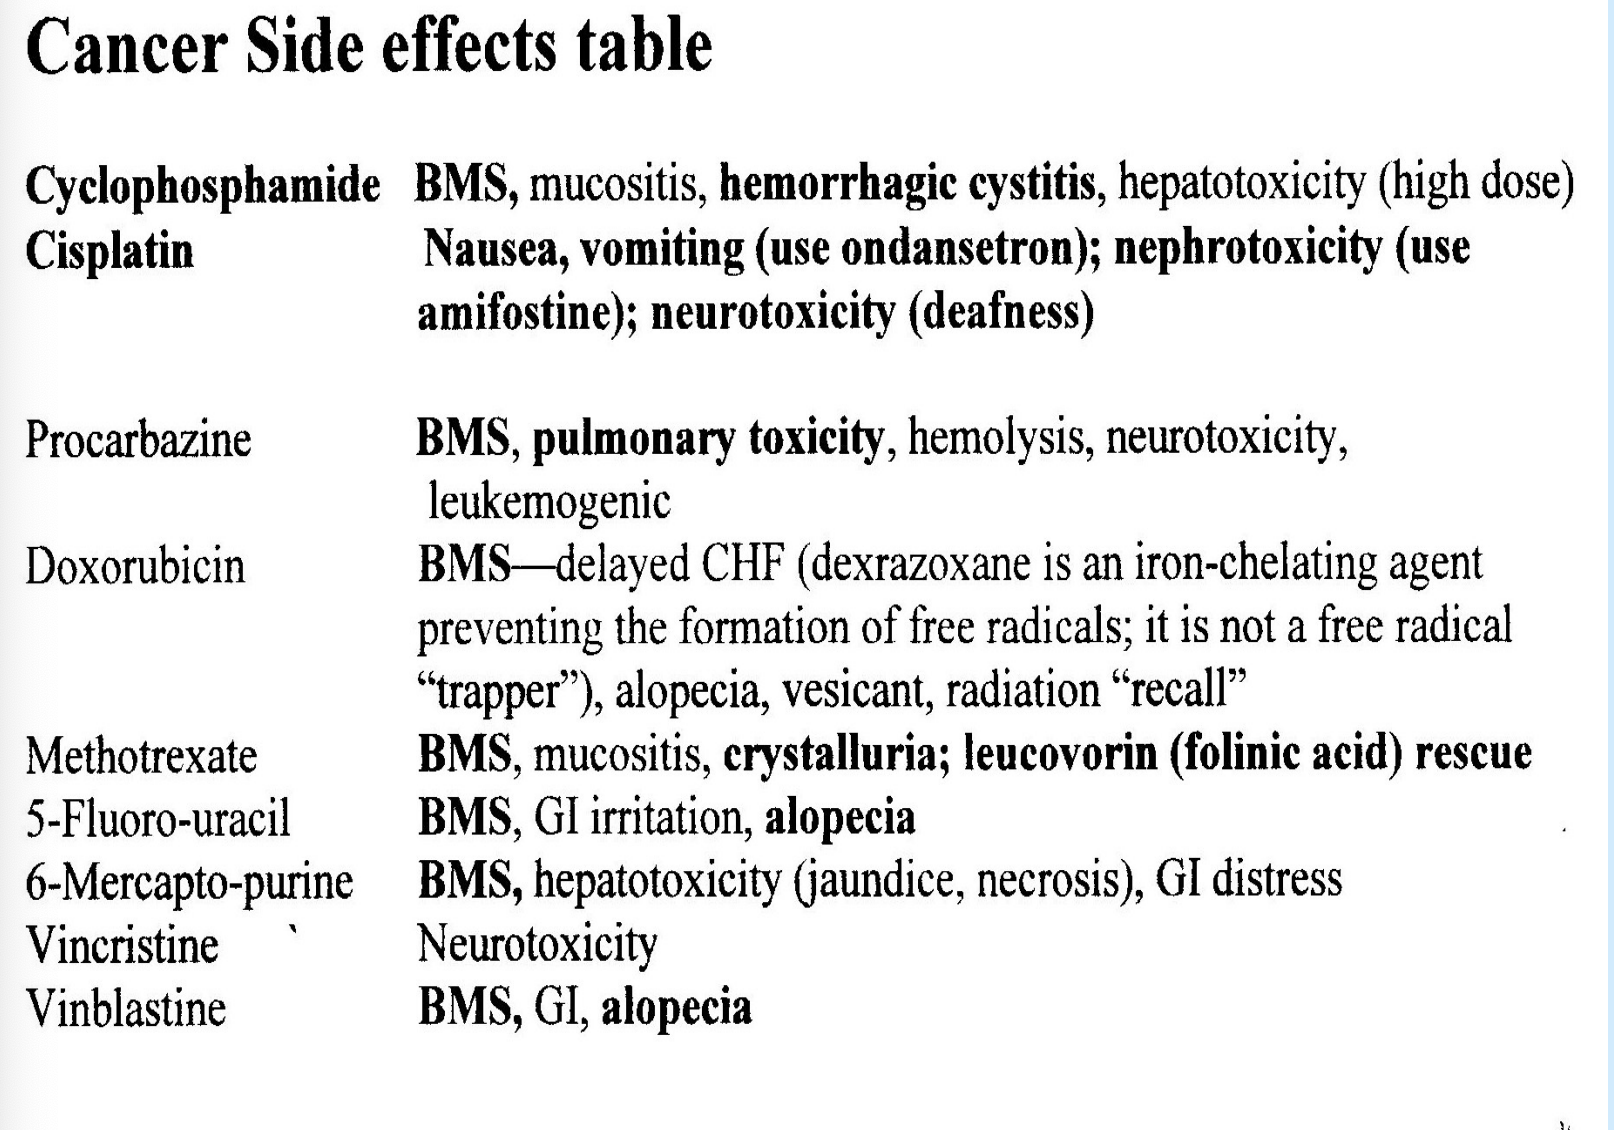 Cancer Side effects table
Cyclophosphamide BMS, mucositis, hemorrhagic cystitis, hepatotoxicity (high dose)
Cisplatin Nausea, vomiting (use ondansetron); nephrotoxicity (use
amifostine); neurotoxicity (deafness)
Procarbazine BMS, pulmonary toxicity, hemolysis, neurotoxicity,
leukemogenic
Doxorubicin BMS—delayed CHF (dexrazoxane is an iron-chelating agent
preventing the formation of free radicals; it is not a free radical
“trapper”), alopecia, vesicant, radiation “recall”
Methotrexate BMS, mucositis, crystalluria; leucovorin (folinic acid) rescue
5-Fluoro-uracil BMS, GI irritation, alopecia
6-Mercapto-purine BMS, hepatotoxicity (jaundice, necrosis), GI distress
Vincristine Neurotoxicity
Vinblastine BMS, GI, alopecia